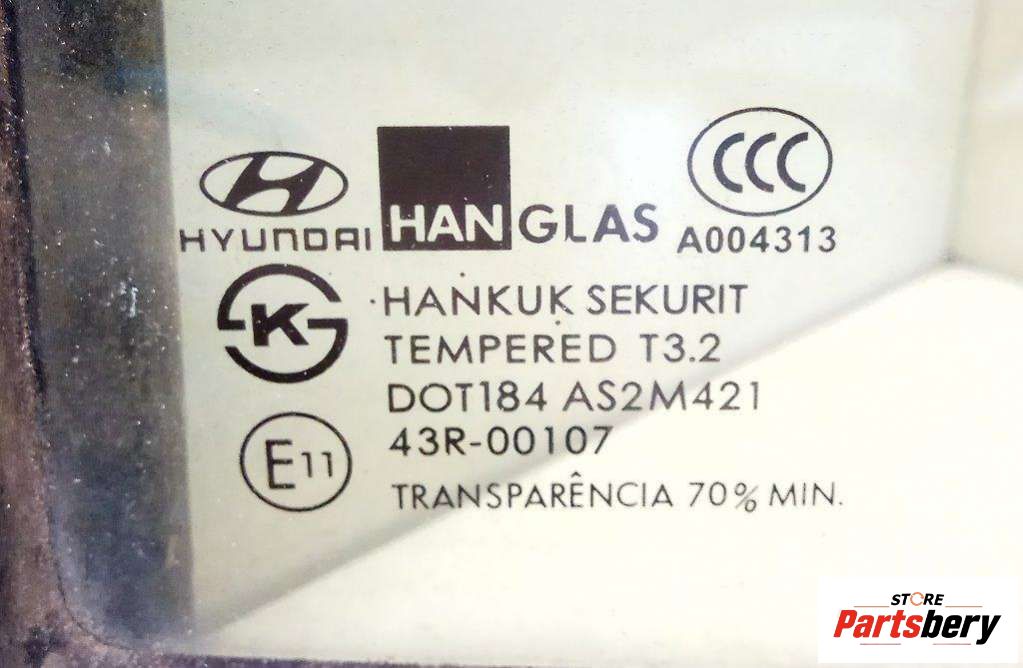 HYUNDAI HANGLAS A004313
CCC
K
HANKUK SEKURIT
TEMPERED T3.2
DOT184 AS2M421
E11 43R-00107
TRANSPARÊNCIA 70% MIN.
STORE
Partsbery